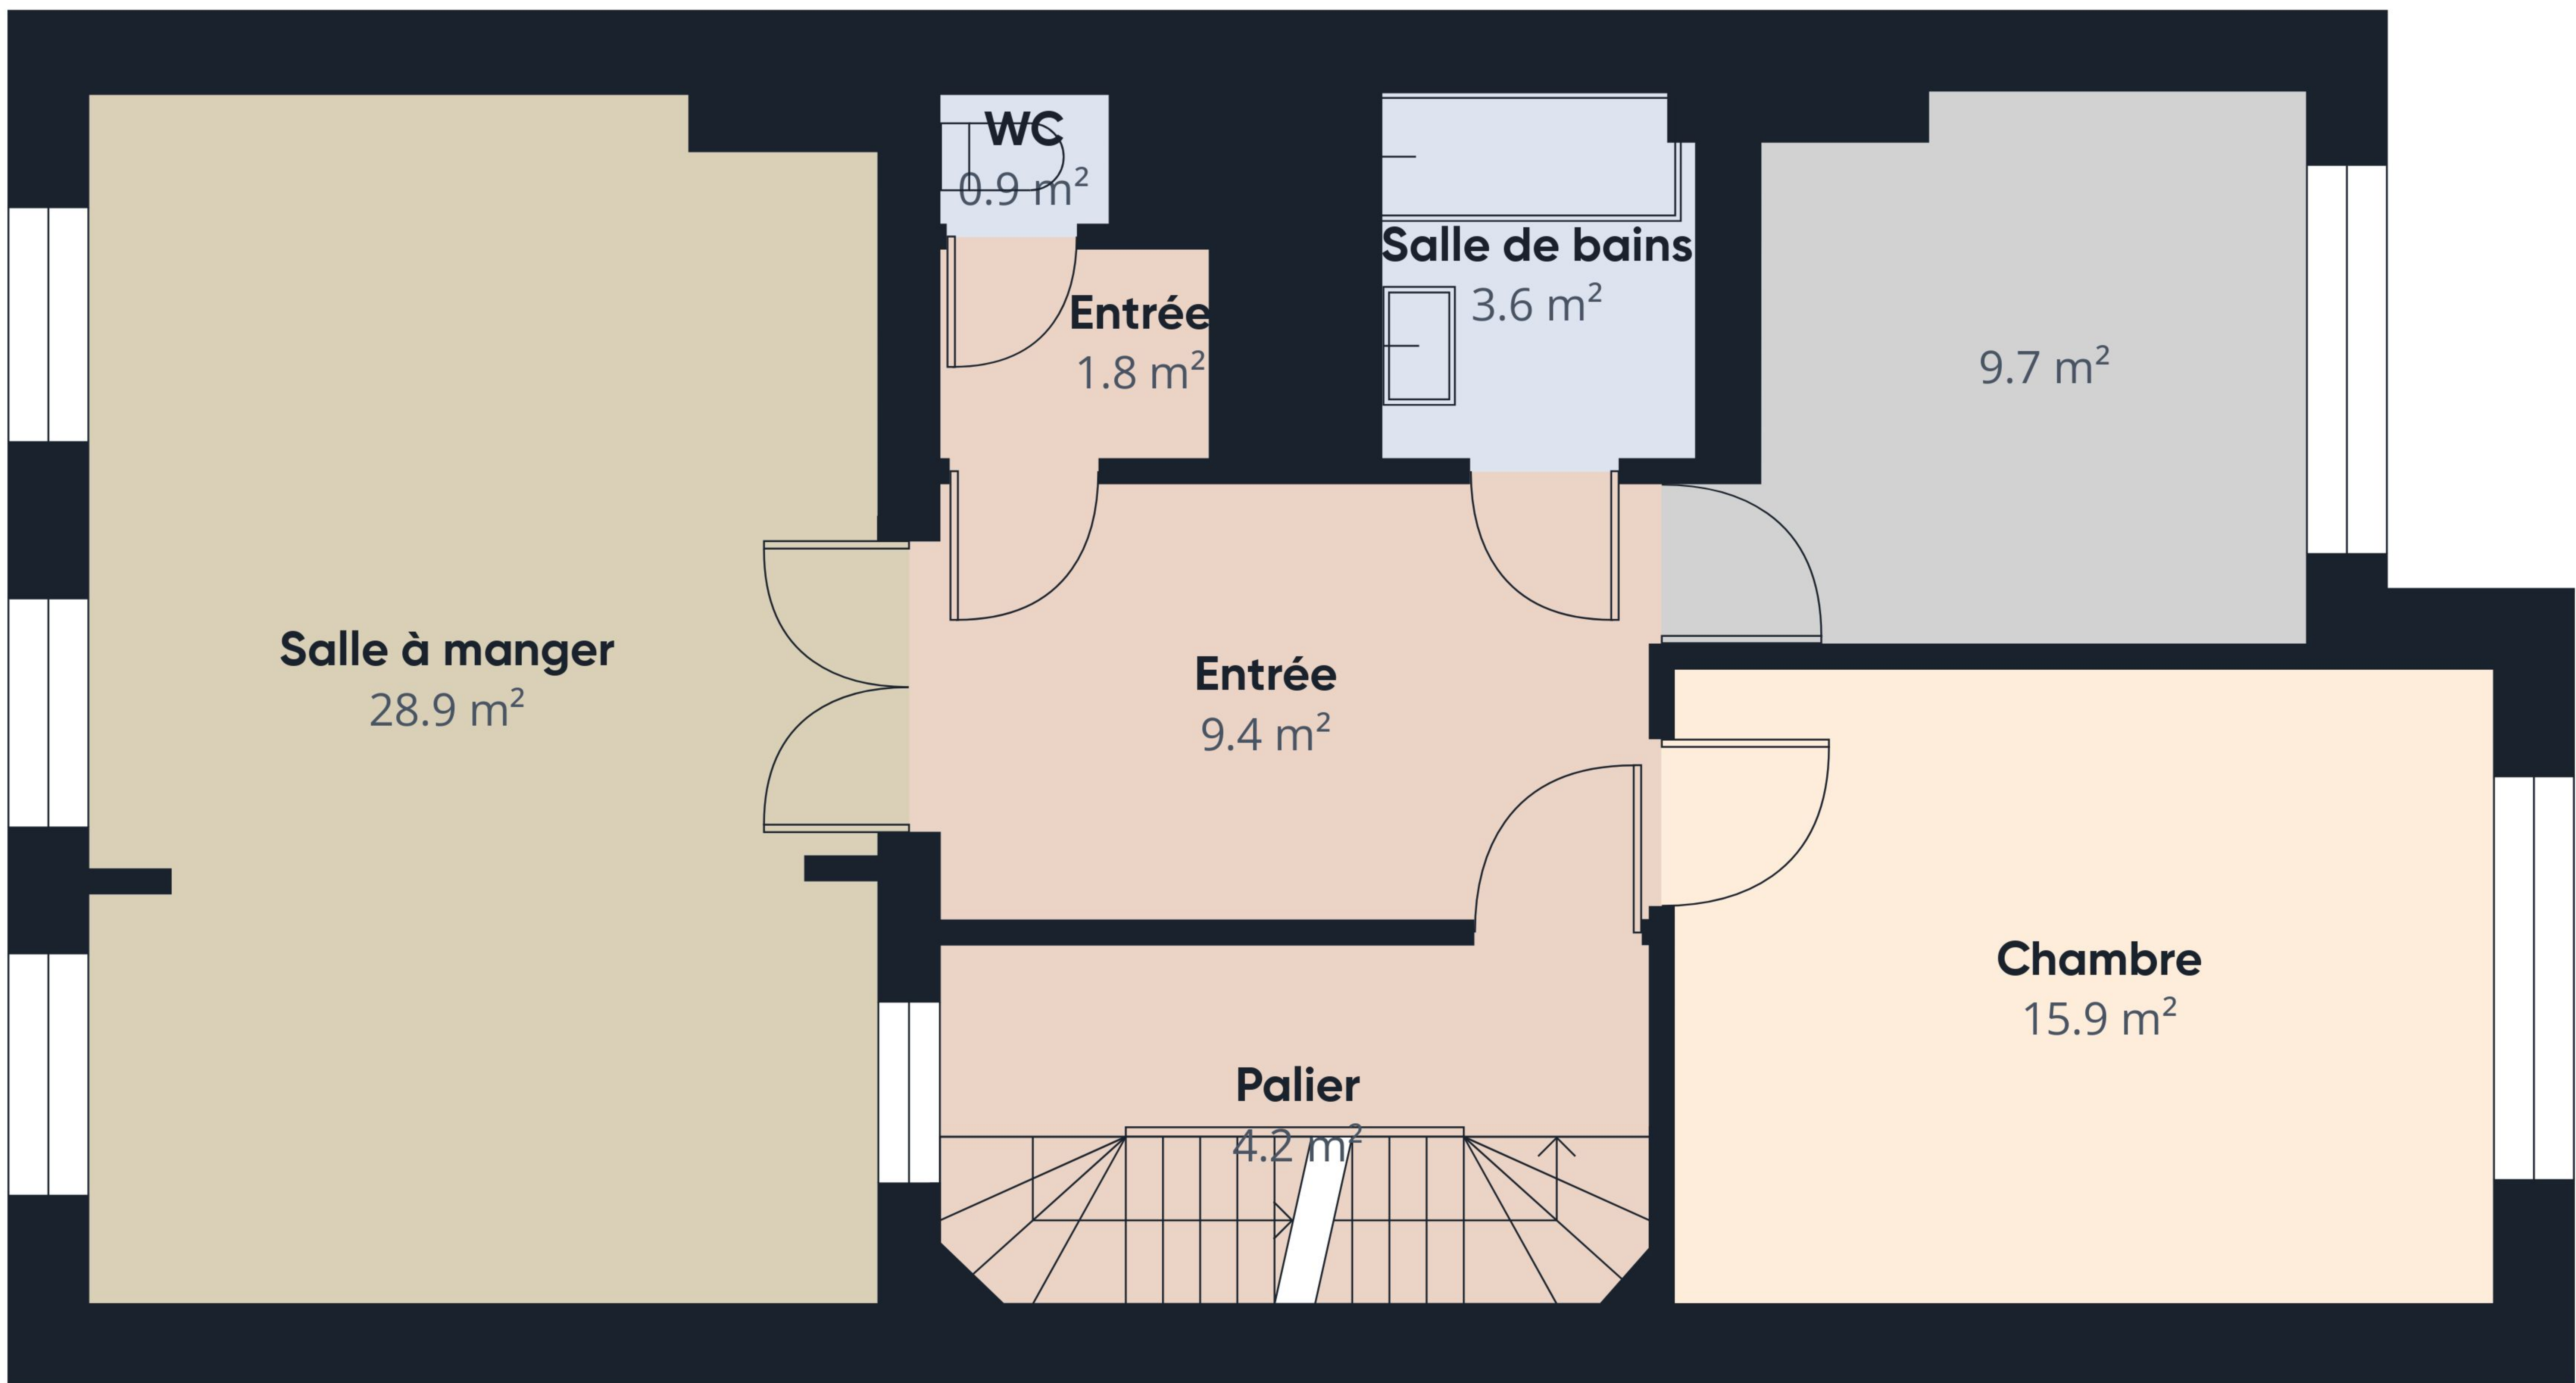 WC
0.9 m²
Entrée
1.8 m²
Salle de bains
3.6 m²
9.7 m²
Salle à manger
28.9 m²
Entrée
9.4 m²
Chambre
15.9 m²
Palier
4.2 m²